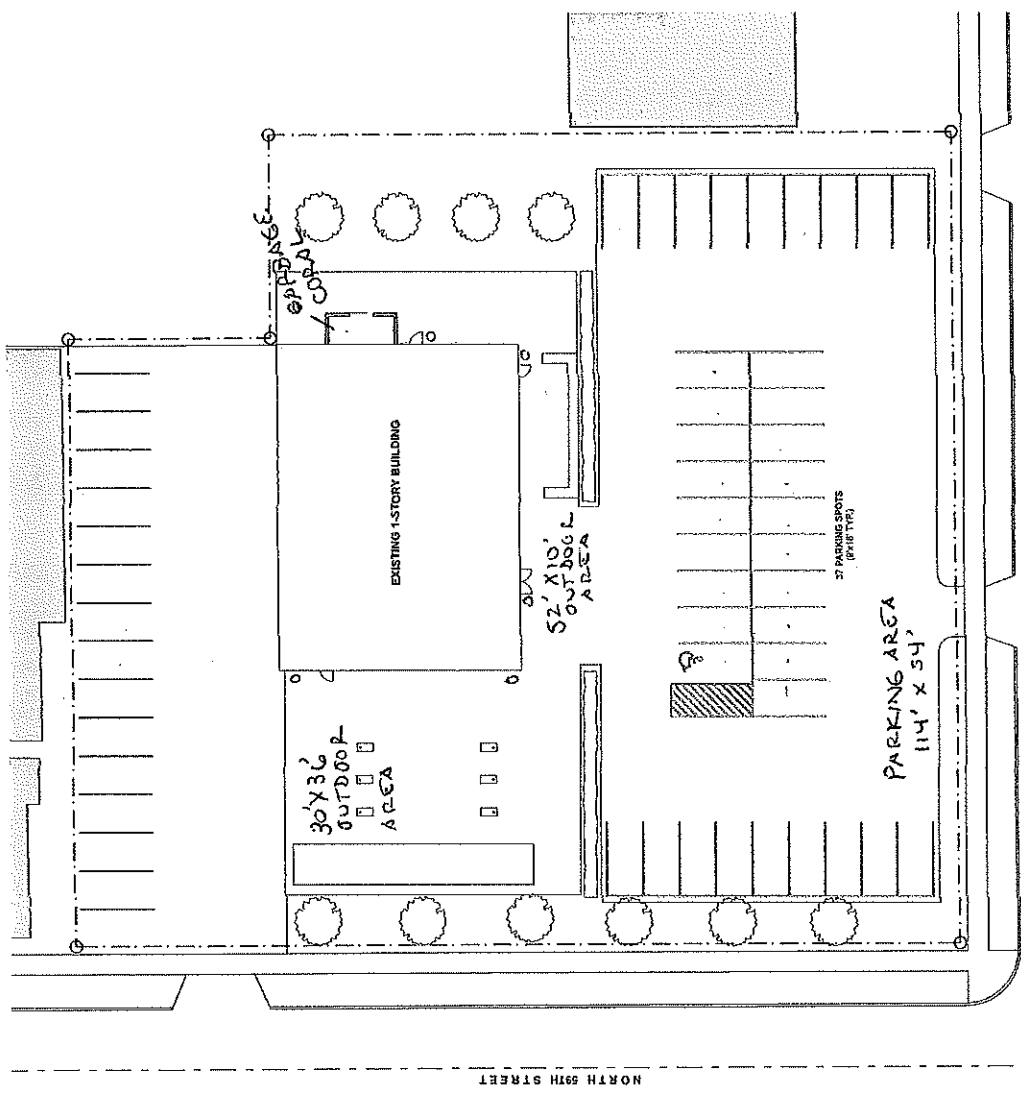 GARBAGE
CORRAL
EXISTING 1-STORY BUILDING
52' X10'
OUTDOOR
AREA
30'X36'
OUTDOOR
AREA
37 PARKING SPOTS
(9'x18' TYP.)
PARKING AREA
114' x 54'
NORTH 59TH STREET